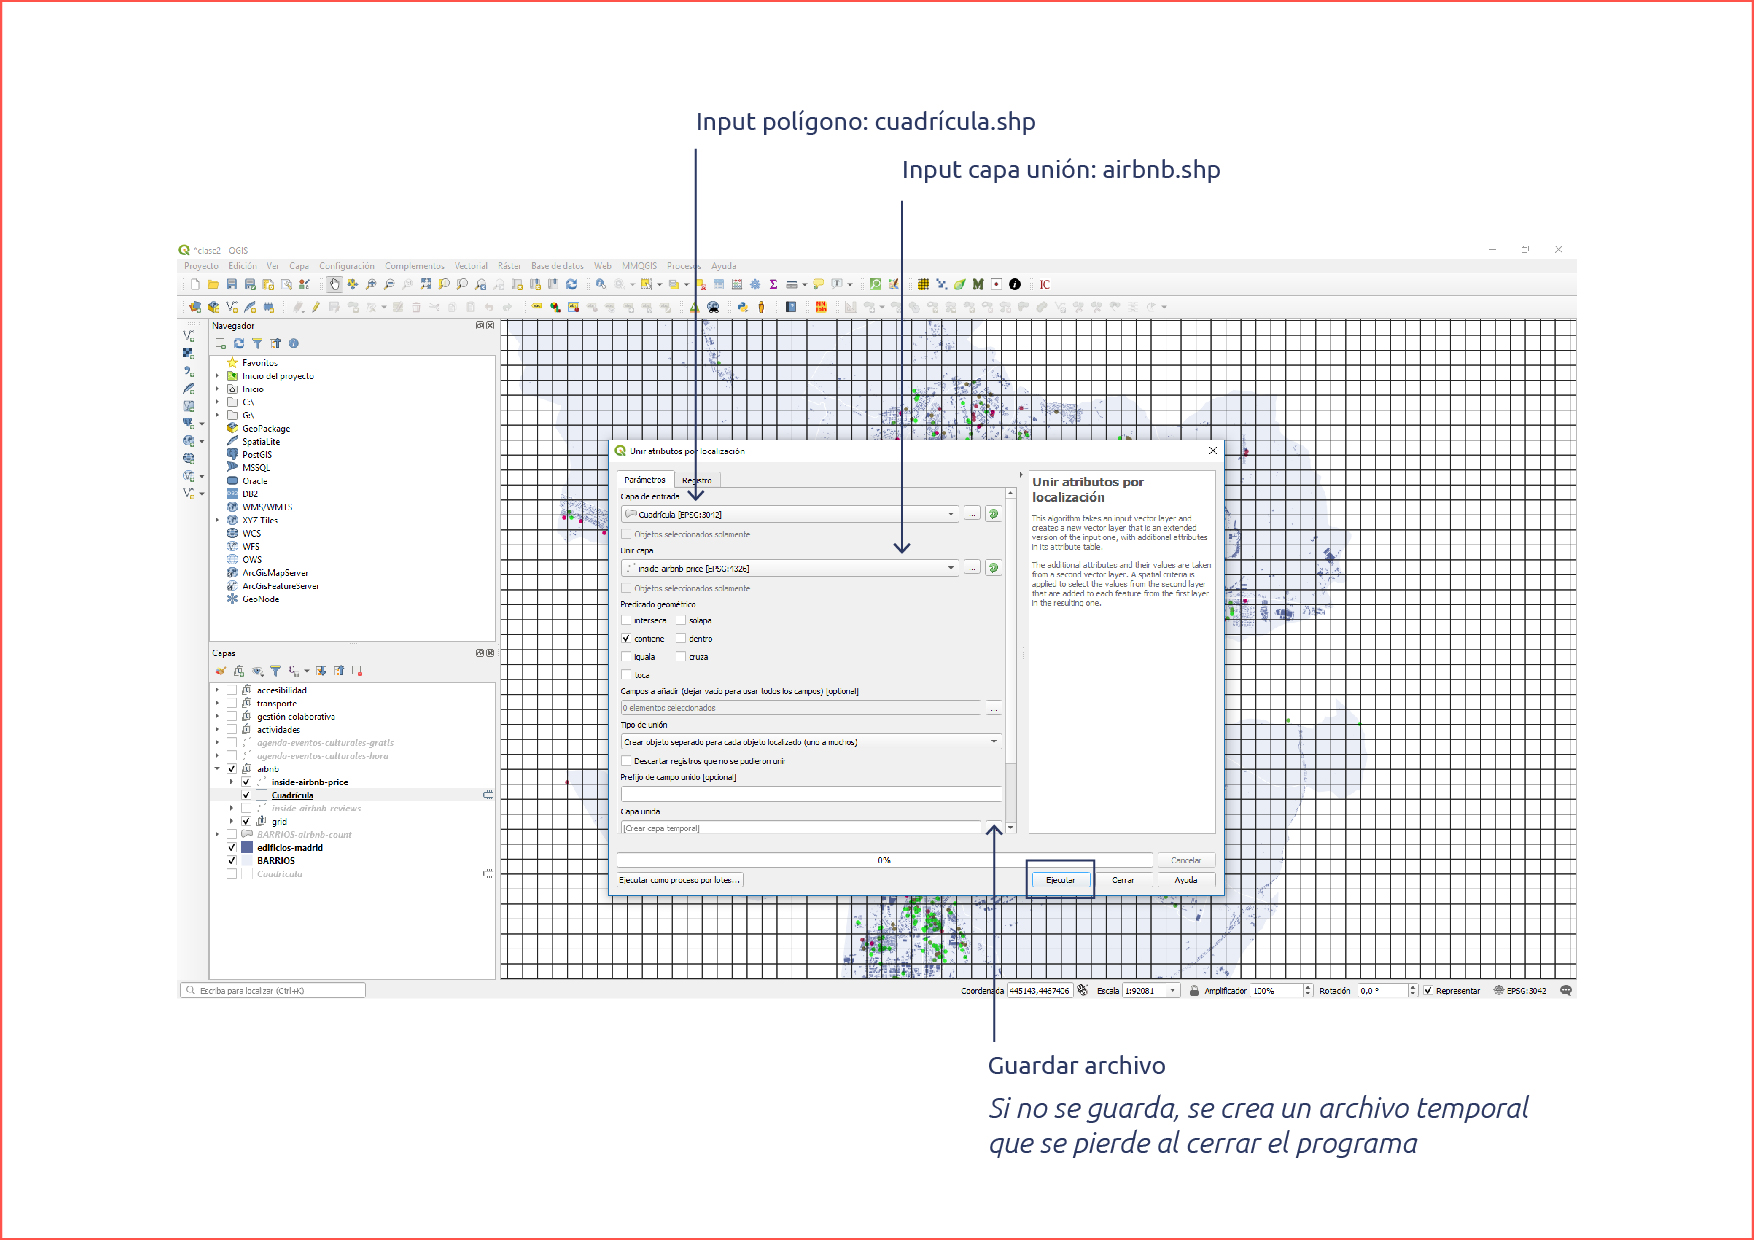 Input polígono: cuadrícula.shp
Input capa unión: airbnb.shp
*clase2 - QGIS
Proyecto Edición Ver Capa Configuración Complementos Vectorial Ráster Base de datos Web MMQGIS Procesos Ayuda
IC
Navegador
Favoritos
Inicio del proyecto
Inicio
C:\
G:\
GeoPackage
SpatiaLite
PostGIS
MSSQL
Oracle
DB2
WMS/WMTS
XYZ Tiles
WCS
WFS
OWS
ArcGisMapServer
ArcGisFeatureServer
GeoNode
Capas
accesibilidad
transporte
gestión colaborativa
actividades
agenda-eventos-culturales-gratis
agenda-eventos-culturales-hora
airbnb
inside-airbnb-price
Cuadrícula
inside-airbnb-reviews
grid
BARRIOS-airbnb-count
edificios-madrid
BARRIOS
Cuadrícula
Unir atributos por localización
Parámetros Registro
Capa de entrada
Cuadrícula [EPSG:3042]
...
Objetos seleccionados solamente
Unir capa
inside-airbnb-price [EPSG:4326]
...
Objetos seleccionados solamente
Predicado geométrico
interseca solapa
contiene dentro
iguala cruza
toca
Campos a añadir (dejar vacío para usar todos los campos) [optional]
0 elementos seleccionados
...
Tipo de unión
Crear objeto separado para cada objeto localizado (uno a muchos)
Descartar registros que no se pudieron unir
Prefijo de campo unido [opcional]
Capa unida
[Crear capa temporal]
0%
Cancelar
Ejecutar como proceso por lotes...
Ejecutar
Cerrar
Ayuda
Unir atributos por
localización
This algorithm takes an input vector layer and
creates a new vector layer that is an extended
version of the input one, with additional attributes
in its attribute table.
The additional attributes and their values are taken
from a second vector layer. A spatial criteria is
applied to select the values from the second layer
that are added to each feature from the first layer
in the resulting one.
Escriba para localizar (Ctrl+K)
Coordenada 445143,4467406 Escala 1:92081 Amplificador 100% Rotación 0,0 ° Representar EPSG:3042
Guardar archivo
Si no se guarda, se crea un archivo temporal
que se pierde al cerrar el programa